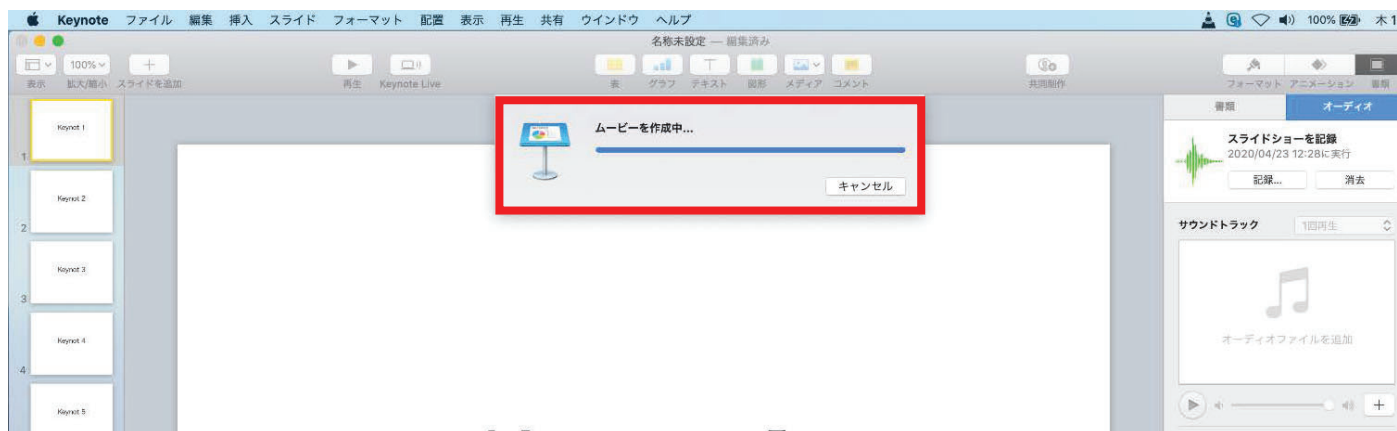 Keynote ファイル 編集 挿入 スライド フォーマット 配置 表示 再生 共有 ウインドウ ヘルプ 100% 木1
名称未設定 — 編集済み
100%
表示 拡大/縮小 スライドを追加 再生 Keynote Live 表 グラフ テキスト 図形 メディア コメント 共同制作 フォーマット アニメーション 書類
書類 オーディオ
Keynot 1
1
Keynot 2
2
Keynot 3
3
Keynot 4
4
Keynot 5
ムービーを作成中...
キャンセル
スライドショーを記録
2020/04/23 12:28に実行
記録... 消去
サウンドトラック 1回再生
オーディオファイルを追加